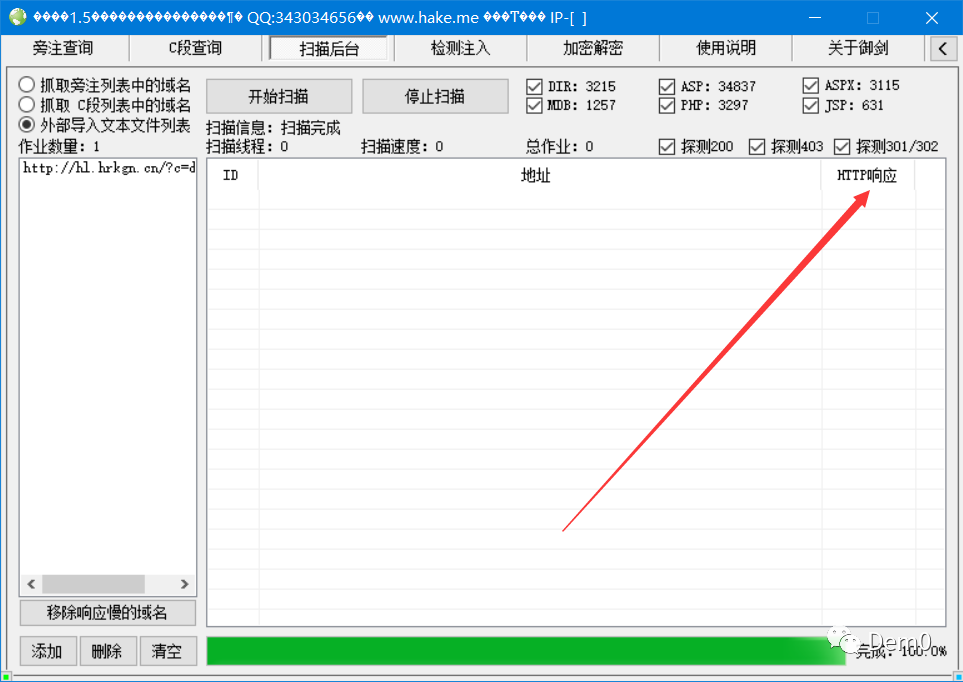 ����1.5���������������¶� QQ:343034656�� www.hake.me ���T��� IP-[ ]
旁注查询 C段查询 扫描后台 检测注入 加密解密 使用说明 关于御剑
抓取旁注列表中的域名
抓取 C段列表中的域名
外部导入文本文件列表
作业数量: 1
开始扫描 停止扫描
DIR: 3215 ASP: 34837 ASPX: 3115
MDB: 1257 PHP: 3297 JSP: 631
扫描信息: 扫描完成
扫描线程: 0 扫描速度: 0 总作业: 0 探测200 探测403 探测301/302
http://hl.hrkgn.cn/?c=d
ID 地址 HTTP响应
移除响应慢的域名
添加 删除 清空
完成: 100.0%
Dem0